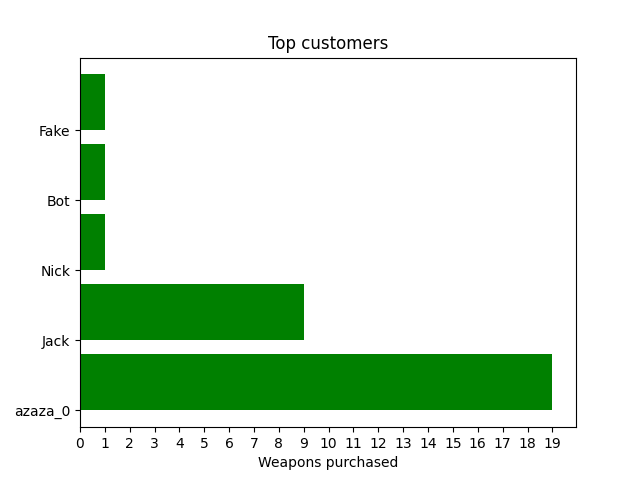 Top customers
Fake
Bot
Nick
Jack
azaza_0
0 1 2 3 4 5 6 7 8 9 10 11 12 13 14 15 16 17 18 19
Weapons purchased